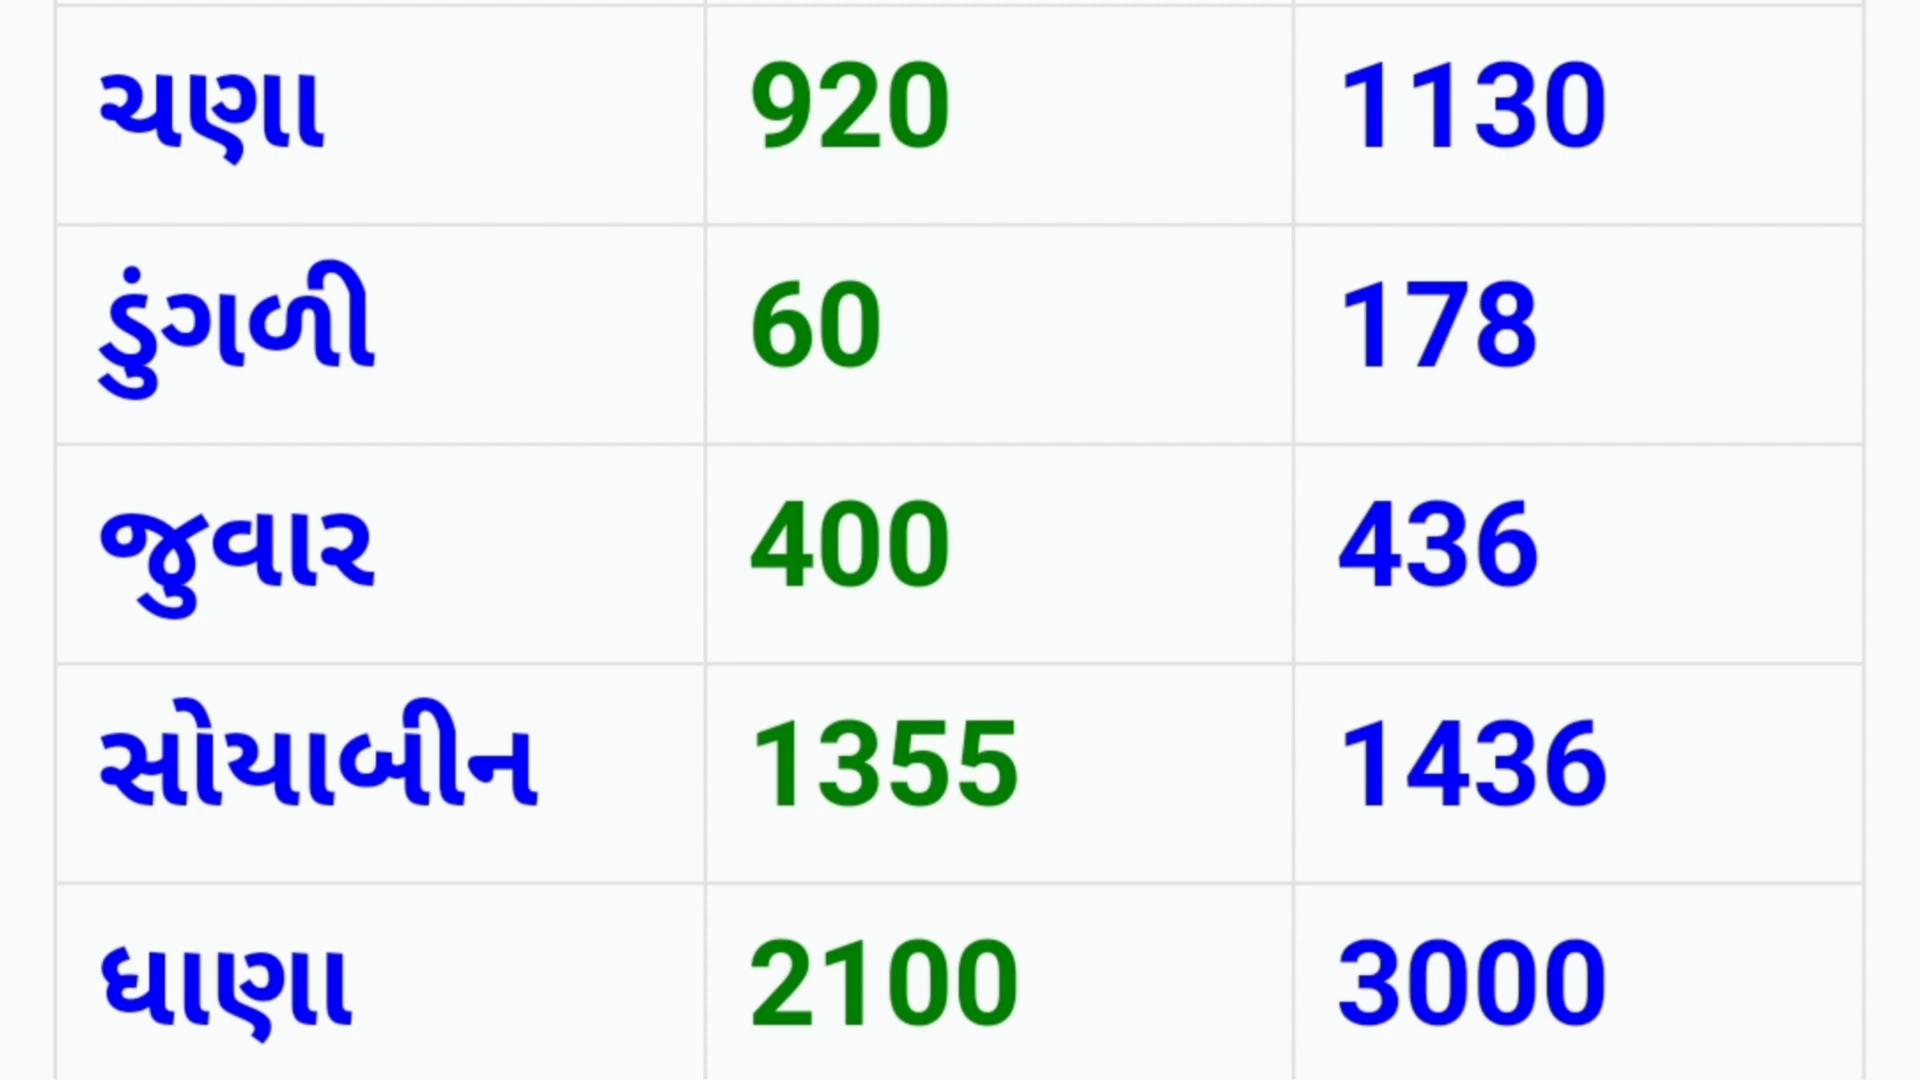 ચણા 920 1130
ડુંગળી 60 178
જુવાર 400 436
સોયાબીન 1355 1436
ધાણા 2100 3000